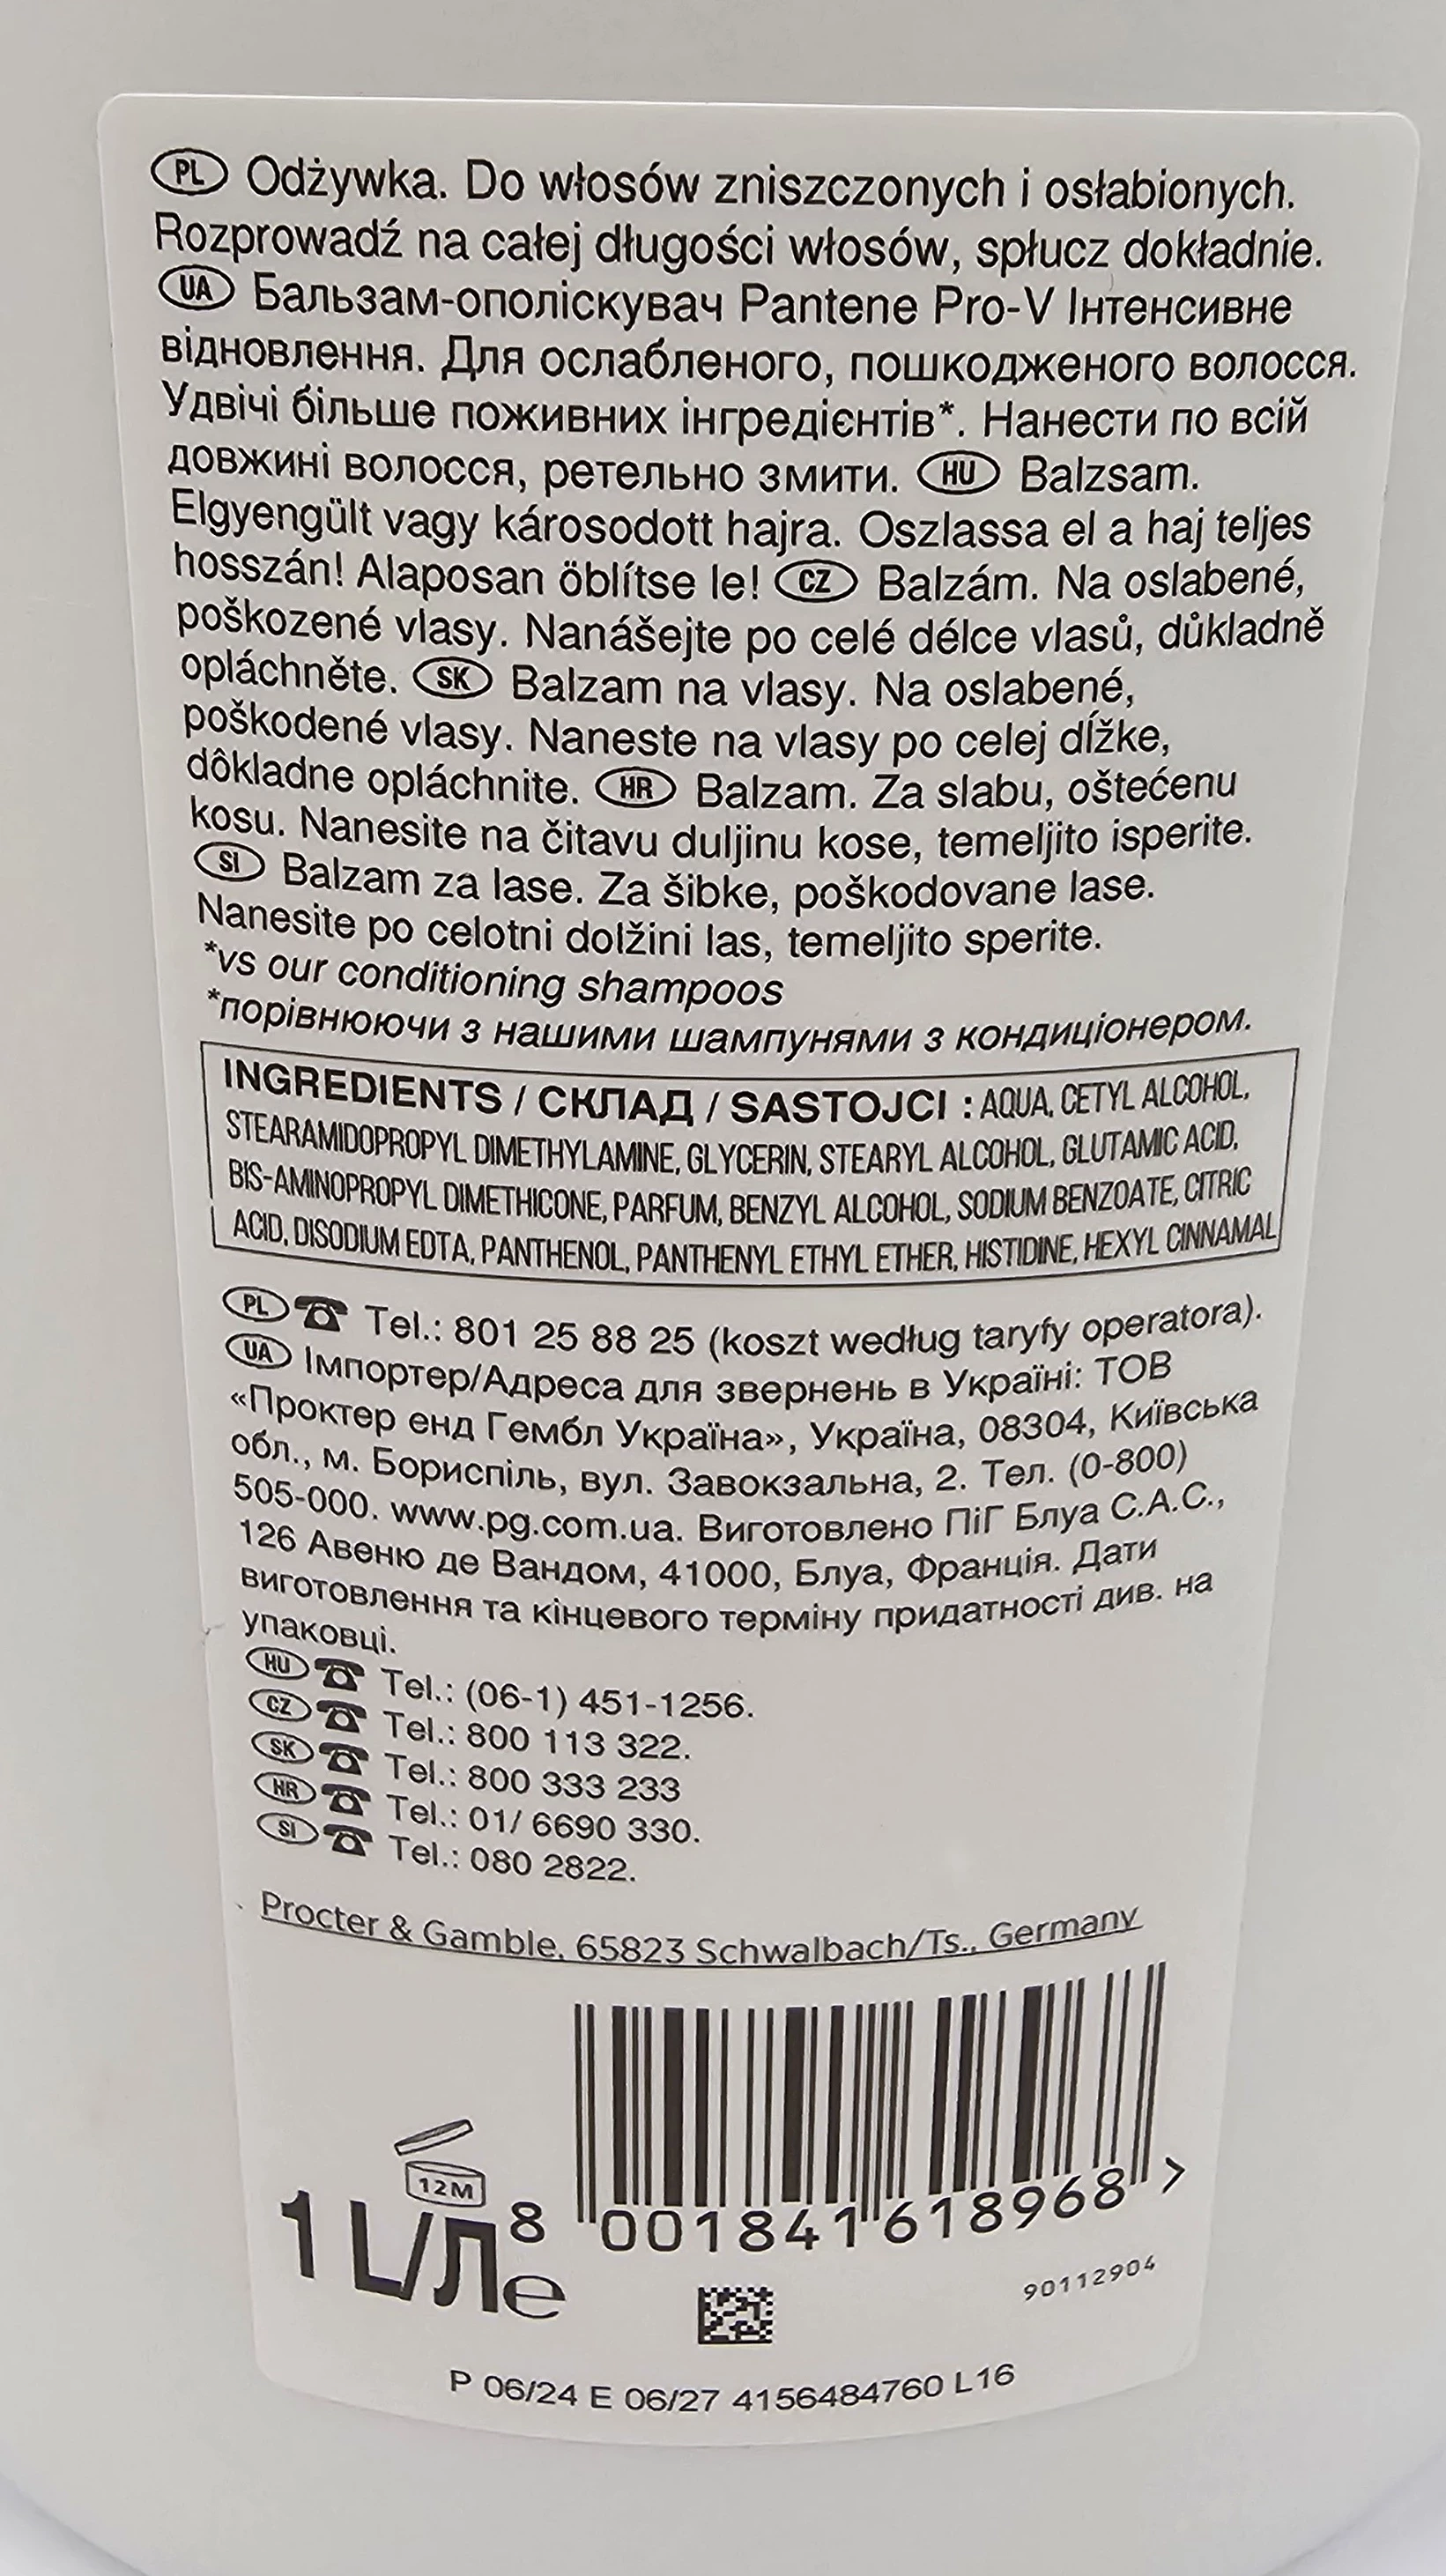 PL Odżywka. Do włosów zniszczonych i osłabionych.
Rozprowadź na całej długości włosów, spłucz dokładnie.
UA Бальзам-ополіскувач Pantene Pro-V Інтенсивне
відновлення. Для ослабленого, пошкодженого волосся.
Удвічі більше поживних інгредієнтів*. Нанести по всій
довжині волосся, ретельно змити. HU Balzsam.
Elgyengült vagy károsodott hajra. Oszlassa el a haj teljes
hosszán! Alaposan öblítse le! CZ Balzám. Na oslabené,
poškozené vlasy. Nanášejte po celé délce vlasů, důkladně
opláchněte. SK Balzam na vlasy. Na oslabené,
poškodené vlasy. Naneste na vlasy po celej dĺžke,
dôkladne opláchnite. HR Balzam. Za slabu, oštećenu
kosu. Nanesite na čitavu duljinu kose, temeljito isperite.
SI Balzam za lase. Za šibke, poškodovane lase.
Nanesite po celotni dolžini las, temeljito sperite.
*vs our conditioning shampoos
*порівнюючи з нашими шампунями з кондиціонером.
INGREDIENTS / СКЛАД / SASTOJCI : AQUA, CETYL ALCOHOL,
STEARAMIDOPROPYL DIMETHYLAMINE, GLYCERIN, STEARYL ALCOHOL, GLUTAMIC ACID,
BIS-AMINOPROPYL DIMETHICONE, PARFUM, BENZYL ALCOHOL, SODIUM BENZOATE, CITRIC
ACID, DISODIUM EDTA, PANTHENOL, PANTHENYL ETHYL ETHER, HISTIDINE, HEXYL CINNAMAL
PL ☎ Tel.: 801 25 88 25 (koszt według taryfy operatora).
UA Імпортер/Адреса для звернень в Україні: ТОВ
«Проктер енд Гембл Україна», Україна, 08304, Київська
обл., м. Бориспіль, вул. Завокзальна, 2. Тел. (0-800)
505-000. www.pg.com.ua. Виготовлено ПіГ Блуа С.А.С.,
126 Авеню де Вандом, 41000, Блуа, Франція. Дати
виготовлення та кінцевого терміну придатності див. на
упаковці.
HU ☎ Tel.: (06-1) 451-1256.
CZ ☎ Tel.: 800 113 322.
SK ☎ Tel.: 800 333 233
HR ☎ Tel.: 01/ 6690 330.
SI ☎ Tel.: 080 2822.
Procter & Gamble, 65823 Schwalbach/Ts., Germany
12M
1 L/Л e
8 001841 618968 >
90112904
P 06/24 E 06/27 4156484760 L16